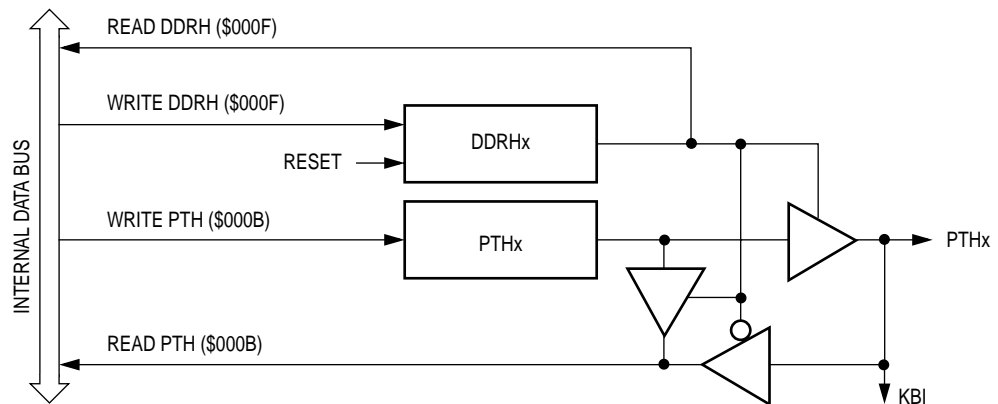 READ DDRH ($000F)
WRITE DDRH ($000F)
DDRHx
RESET
INTERNAL DATA BUS
WRITE PTH ($000B)
PTHx
PTHx
READ PTH ($000B)
KBI